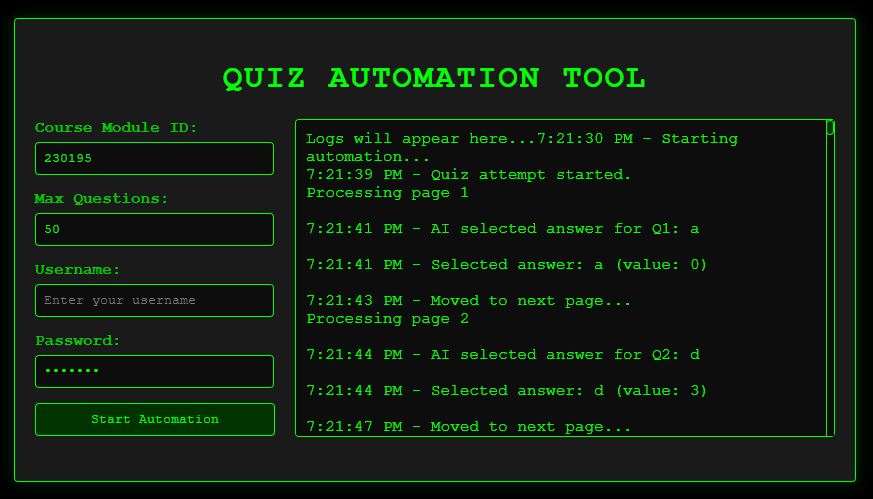 QUIZ AUTOMATION TOOL
Course Module ID:
230195
Max Questions:
50
Username:
Enter your username
Password:
•••••••
Start Automation
Logs will appear here...7:21:30 PM - Starting
automation...
7:21:39 PM - Quiz attempt started.
Processing page 1
7:21:41 PM - AI selected answer for Q1: a
7:21:41 PM - Selected answer: a (value: 0)
7:21:43 PM - Moved to next page...
Processing page 2
7:21:44 PM - AI selected answer for Q2: d
7:21:44 PM - Selected answer: d (value: 3)
7:21:47 PM - Moved to next page...